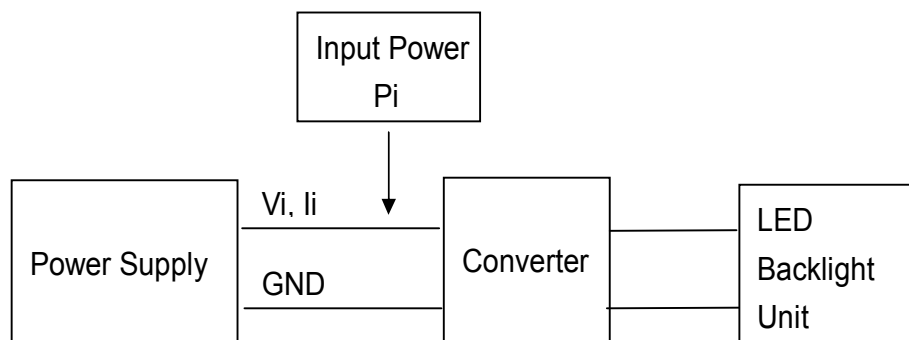 Input Power
Pi
Vi, Ii
Power Supply
GND
Converter
LED
Backlight
Unit